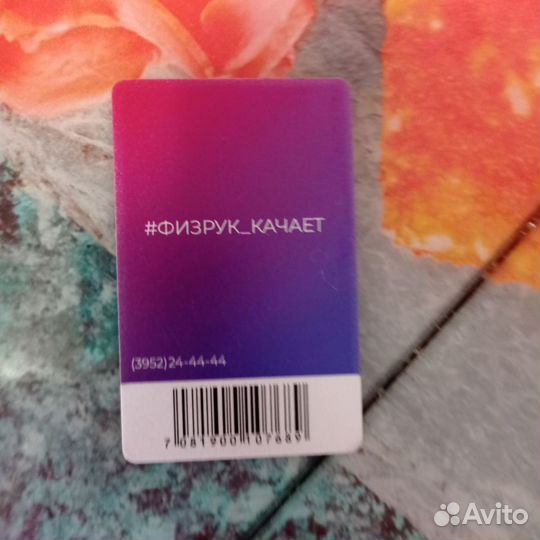 #ФИЗРУК_КАЧАЕТ
(3952) 24-44-44
7 081900 107689
Avito